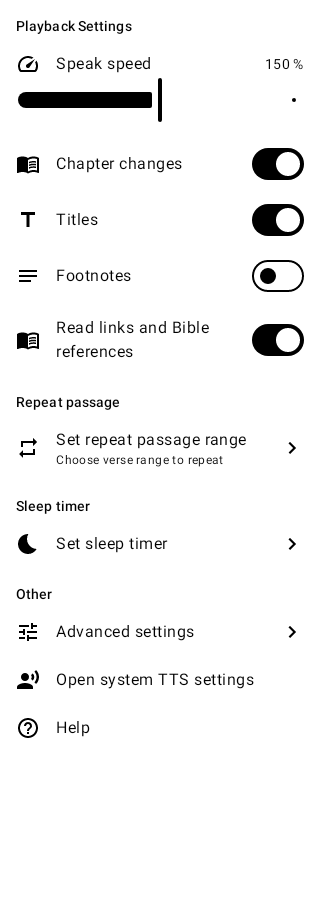 Playback Settings
Speak speed 150 %
Chapter changes
Titles
Footnotes
Read links and Bible
references
Repeat passage
Set repeat passage range
Choose verse range to repeat
Sleep timer
Set sleep timer
Other
Advanced settings
Open system TTS settings
Help